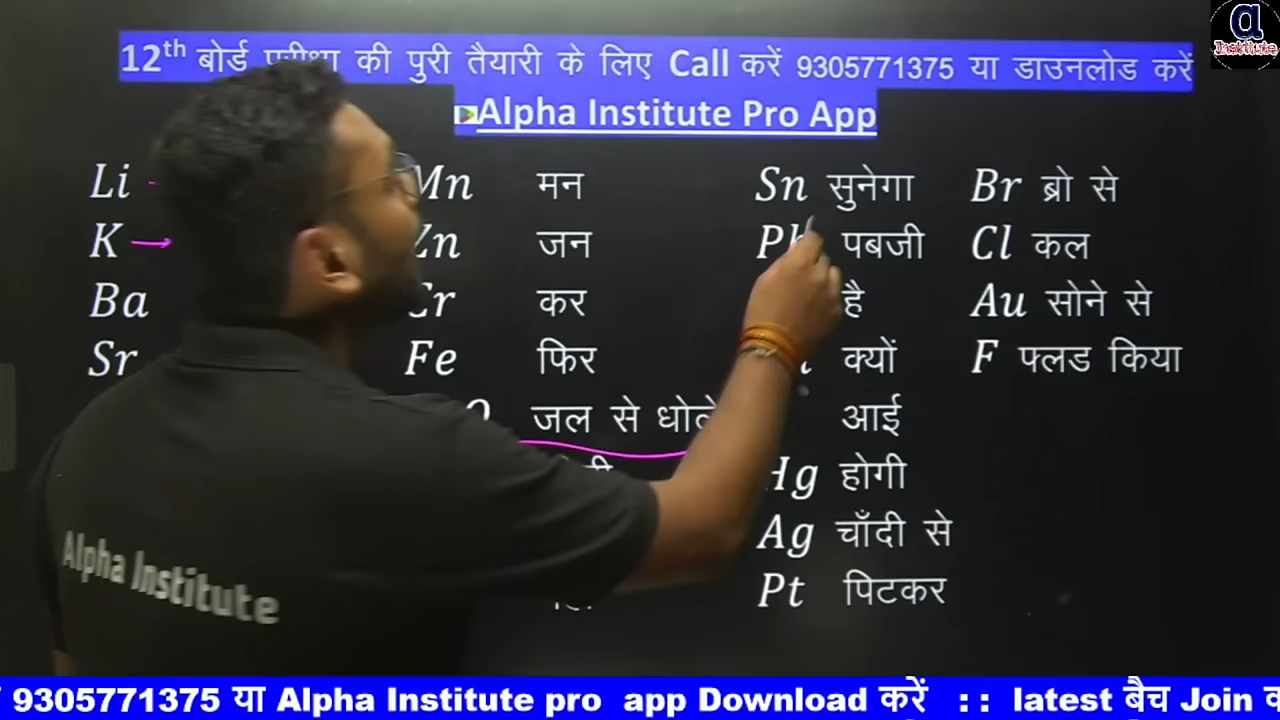 12th बोर्ड परीक्षा की पुरी तैयारी के लिए Call करें 9305771375 या डाउनलोड करें
Alpha Institute Pro App
α
Institute
Li
K
Ba
Sr
Mn मन
Zn जन
Cr कर
Fe फिर
जल से धोले
Sn सुनेगा
Pb पबजी
है
क्यों
आई
Hg होगी
Ag चाँदी से
Pt पिटकर
Br ब्रो से
Cl कल
Au सोने से
F फ्लड किया
Alpha Institute
9305771375 या Alpha Institute pro app Download करें :: latest बैच Join